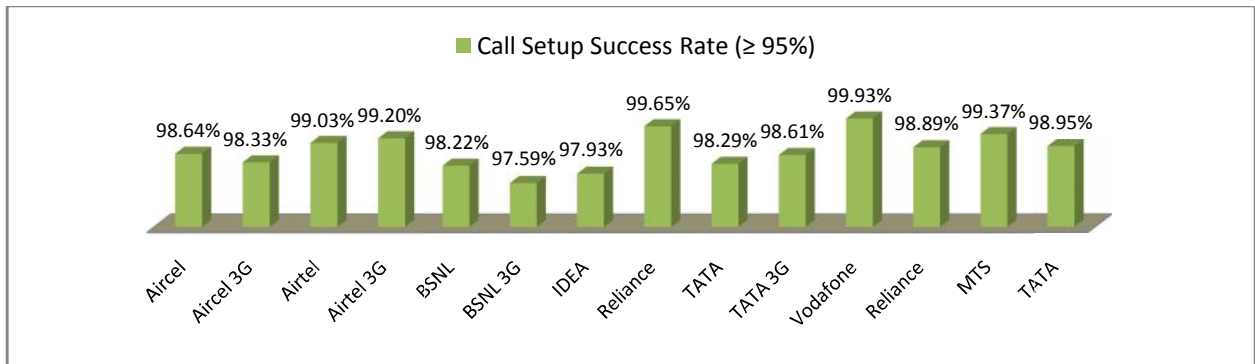 Call Setup Success Rate (≥ 95%)
98.64%
98.33%
99.03%
99.20%
98.22%
97.59%
97.93%
99.65%
98.29%
98.61%
99.93%
98.89%
99.37%
98.95%
Aircel
Aircel 3G
Airtel
Airtel 3G
BSNL
BSNL 3G
IDEA
Reliance
TATA
TATA 3G
Vodafone
Reliance
MTS
TATA